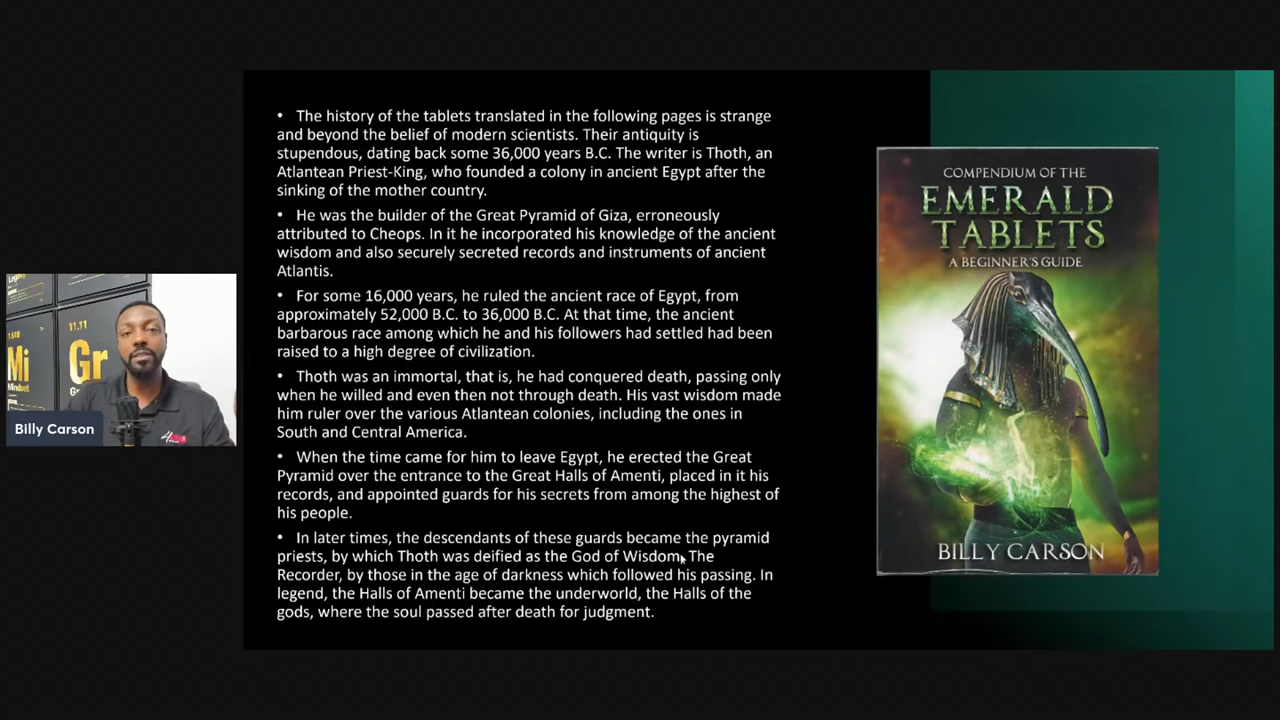 • The history of the tablets translated in the following pages is strange
and beyond the belief of modern scientists. Their antiquity is
stupendous, dating back some 36,000 years B.C. The writer is Thoth, an
Atlantean Priest-King, who founded a colony in ancient Egypt after the
sinking of the mother country.
• He was the builder of the Great Pyramid of Giza, erroneously
attributed to Cheops. In it he incorporated his knowledge of the ancient
wisdom and also securely secreted records and instruments of ancient
Atlantis.
• For some 16,000 years, he ruled the ancient race of Egypt, from
approximately 52,000 B.C. to 36,000 B.C. At that time, the ancient
barbarous race among which he and his followers had settled had been
raised to a high degree of civilization.
• Thoth was an immortal, that is, he had conquered death, passing only
when he willed and even then not through death. His vast wisdom made
him ruler over the various Atlantean colonies, including the ones in
South and Central America.
• When the time came for him to leave Egypt, he erected the Great
Pyramid over the entrance to the Great Halls of Amenti, placed in it his
records, and appointed guards for his secrets from among the highest of
his people.
• In later times, the descendants of these guards became the pyramid
priests, by which Thoth was deified as the God of Wisdom, The
Recorder, by those in the age of darkness which followed his passing. In
legend, the Halls of Amenti became the underworld, the Halls of the
gods, where the soul passed after death for judgment.
COMPENDIUM OF THE
EMERALD
TABLETS
A BEGINNER'S GUIDE
BILLY CARSON
11.11
Mi
Mindset
Gr
Billy Carson